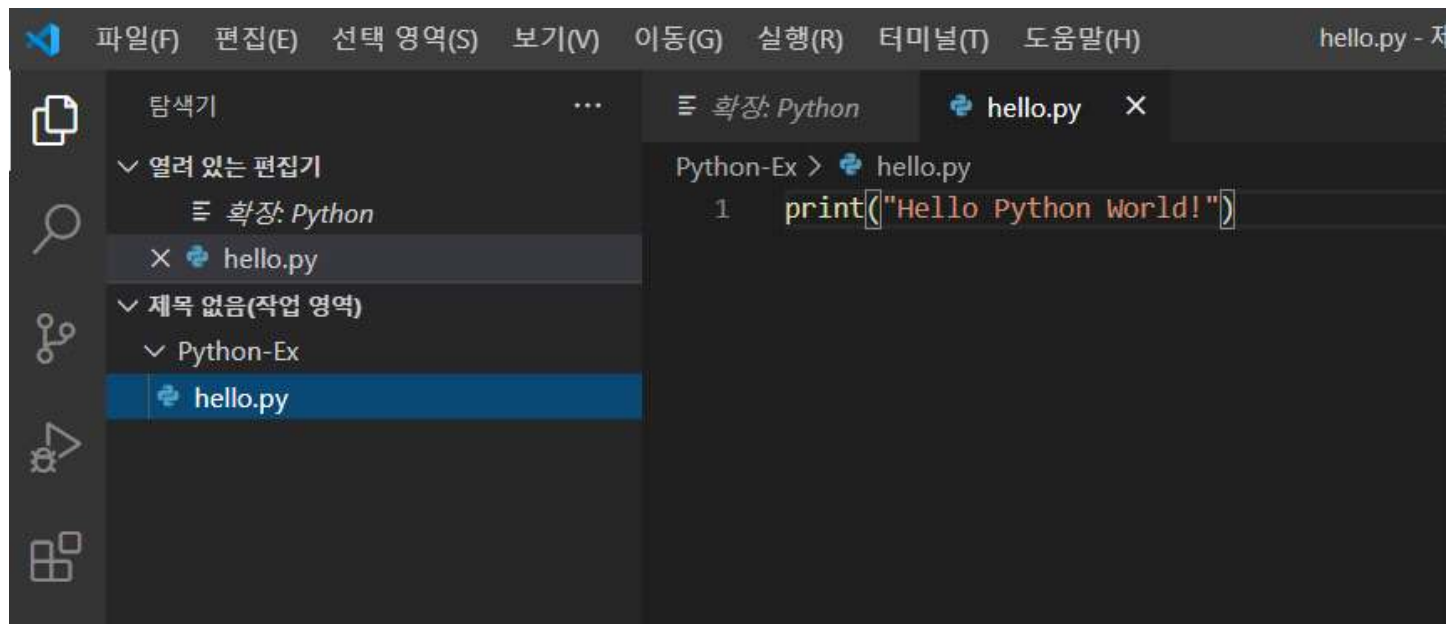 파일(F) 편집(E) 선택 영역(S) 보기(V) 이동(G) 실행(R) 터미널(T) 도움말(H) hello.py - 제
탐색기 ···
확장: Python hello.py
열려 있는 편집기
확장: Python
hello.py
제목 없음(작업 영역)
Python-Ex
hello.py
Python-Ex > hello.py
1 print("Hello Python World!")